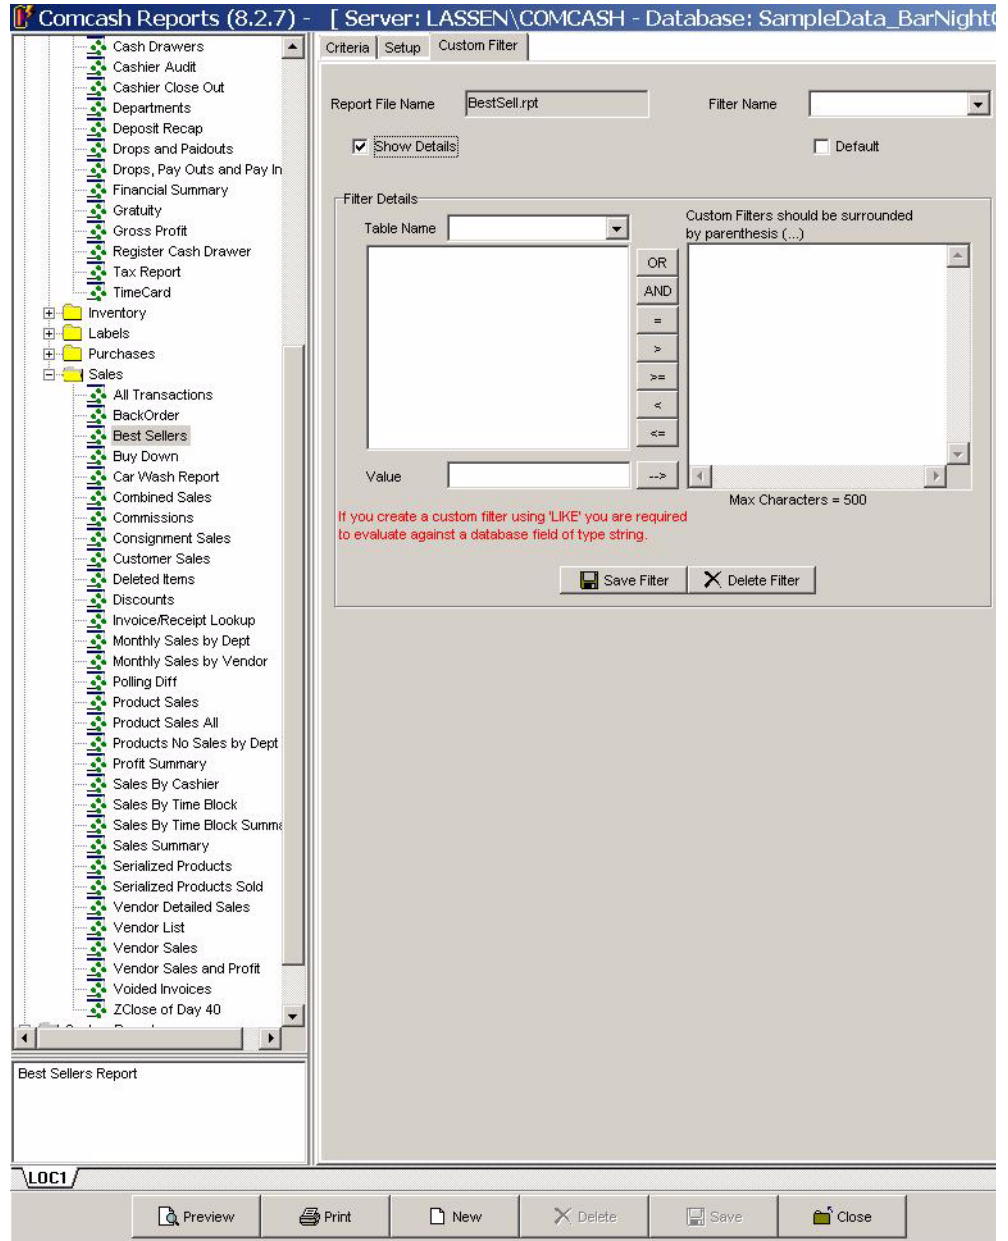 Comcash Reports (8.2.7) - [ Server: LASSEN\COMCASH - Database: SampleData_BarNight
Cash Drawers
Cashier Audit
Cashier Close Out
Departments
Deposit Recap
Drops and Paidouts
Drops, Pay Outs and Pay In
Financial Summary
Gratuity
Gross Profit
Register Cash Drawer
Tax Report
TimeCard
Inventory
Labels
Purchases
Sales
All Transactions
BackOrder
Best Sellers
Buy Down
Car Wash Report
Combined Sales
Commissions
Consignment Sales
Customer Sales
Deleted Items
Discounts
Invoice/Receipt Lookup
Monthly Sales by Dept
Monthly Sales by Vendor
Polling Diff
Product Sales
Product Sales All
Products No Sales by Dept
Profit Summary
Sales By Cashier
Sales By Time Block
Sales By Time Block Summa
Sales Summary
Serialized Products
Serialized Products Sold
Vendor Detailed Sales
Vendor List
Vendor Sales
Vendor Sales and Profit
Voided Invoices
ZClose of Day 40
Best Sellers Report
Criteria Setup Custom Filter
Report File Name BestSell.rpt Filter Name
Show Details Default
Filter Details
Table Name
Custom Filters should be surrounded
by parenthesis (...)
OR
AND
=
>
>=
<
<=
Value -->
Max Characters = 500
If you create a custom filter using 'LIKE' you are required
to evaluate against a database field of type string.
Save Filter Delete Filter
LOC1
Preview Print New Delete Save Close